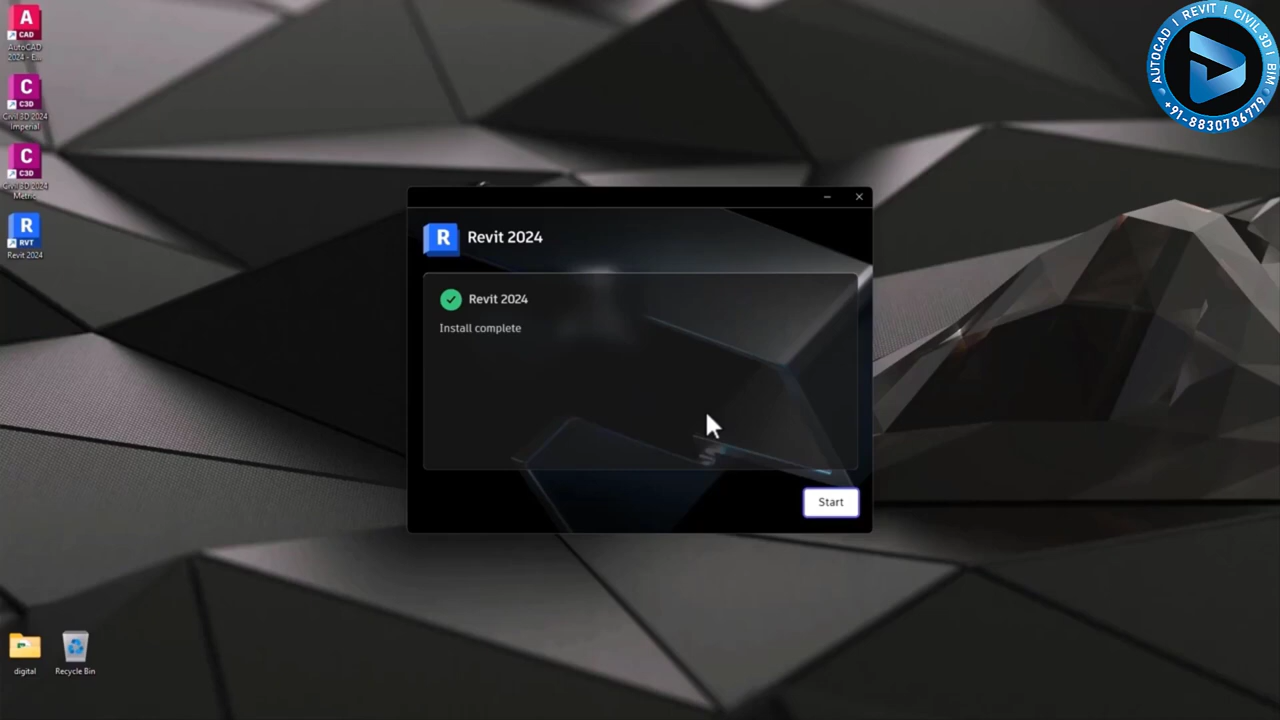 A
CAD
AutoCAD
2024 - E...
C
C3D
Civil 3D 2024
Imperial
C
C3D
Civil 3D 2024
Metric
R
RVT
Revit 2024
AUTOCAD | REVIT | CIVIL 3D | BIM
+91-8830786779
R
Revit 2024
Revit 2024
Install complete
Start
digital
Recycle Bin